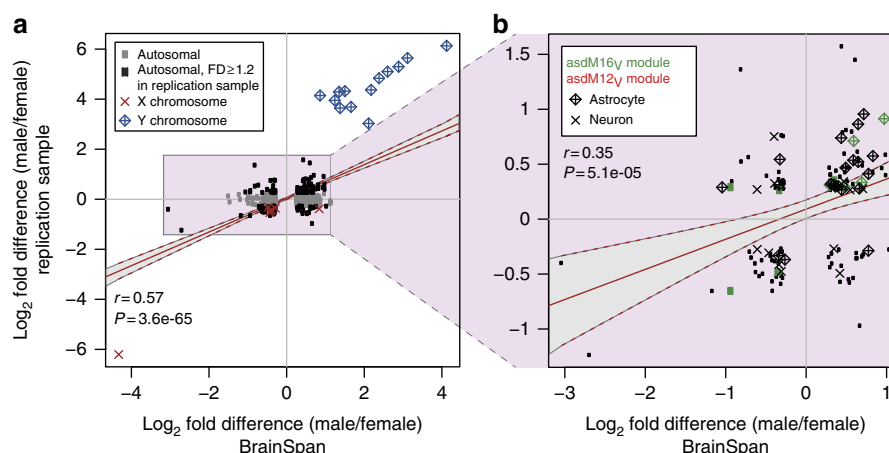 a
6
4
2
0
−2
−4
−6
−4
−2
0
2
4
Log2 fold difference (male/female)
replication sample
Log2 fold difference (male/female)
BrainSpan
Autosomal
Autosomal, FD≥1.2
in replication sample
X chromosome
Y chromosome
r=0.57
P=3.6e-65
b
1.5
1
0.5
0
−0.5
−1
−3
−2
−1
0
1
Log2 fold difference (male/female)
BrainSpan
asdM16v module
asdM12v module
Astrocyte
Neuron
r=0.35
P=5.1e-05